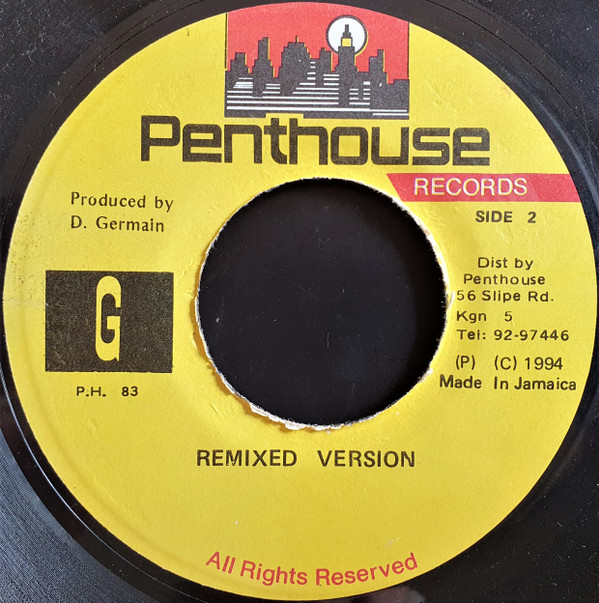 Penthouse
RECORDS
Produced by
D. Germain
SIDE 2
Dist by
Penthouse
56 Slipe Rd.
Kgn 5
Tel: 92-97446
G
P.H. 83
(P) (C) 1994
Made In Jamaica
REMIXED VERSION
All Rights Reserved